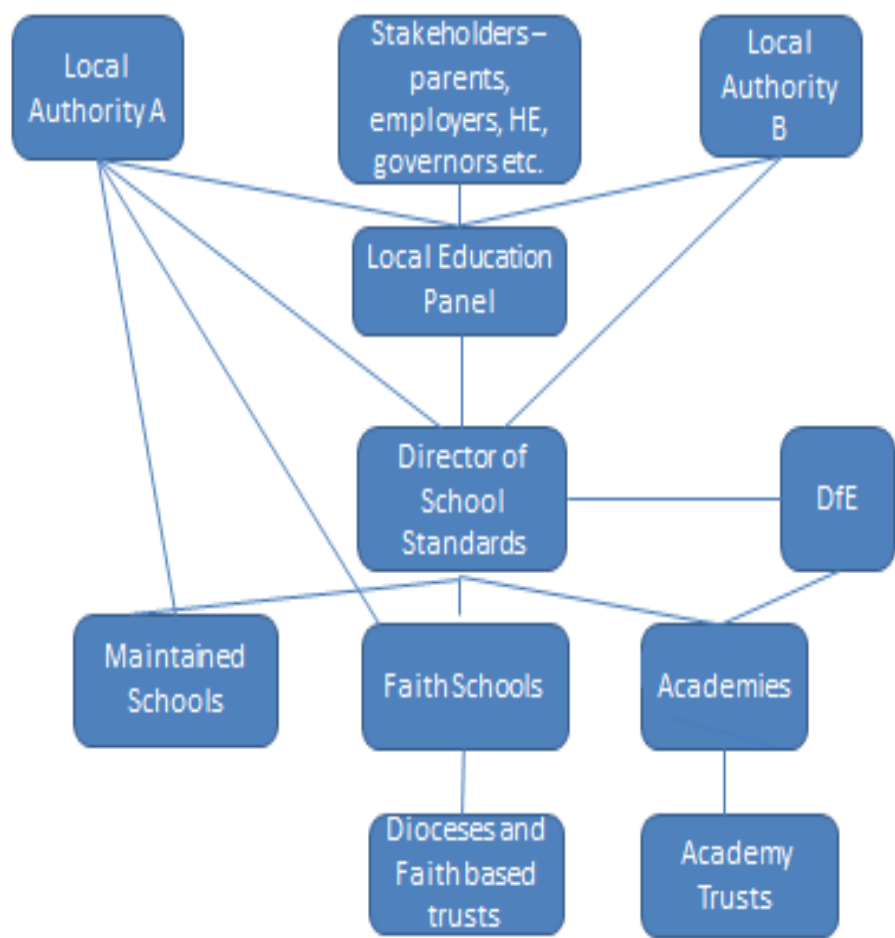 Local
Authority A
Stakeholders –
parents,
employers, HE,
governors etc.
Local
Authority
B
Local Education
Panel
Director of
School
Standards
DfE
Maintained
Schools
Faith Schools
Academies
Dioceses and
Faith based
trusts
Academy
Trusts